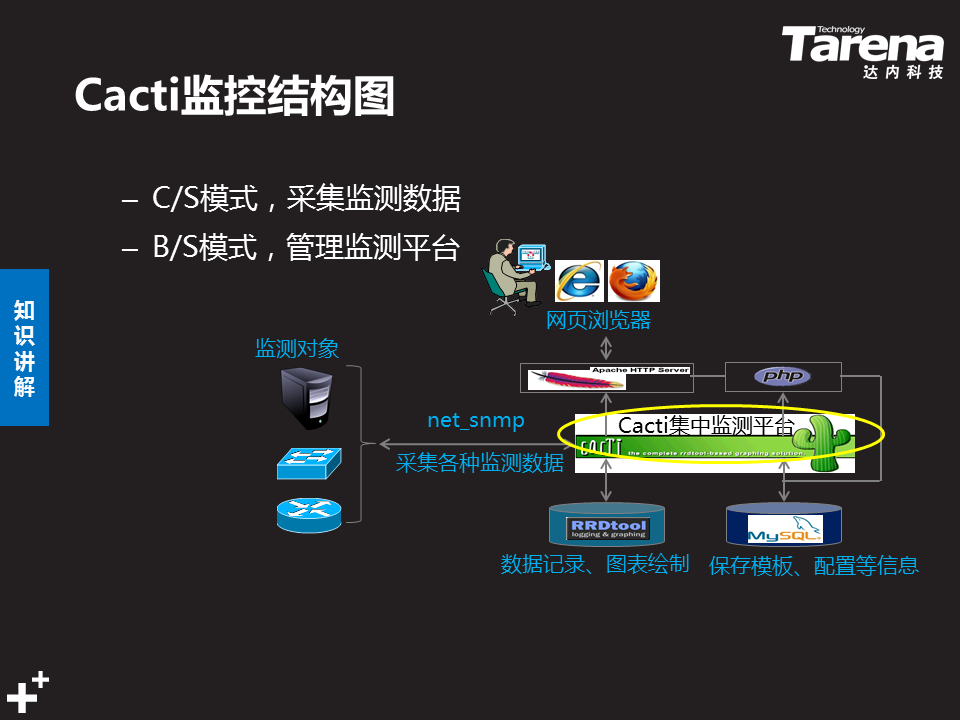 Technology
Tarena
达内科技
Cacti监控结构图
– C/S模式，采集监测数据
– B/S模式，管理监测平台
知识讲解
网页浏览器
监测对象
Apache HTTP Server
php
net_snmp
采集各种监测数据
Cacti集中监测平台
CACTI
the complete rrdtool-based graphing solution.
RRDtool
logging & graphing
MySQL
数据记录、图表绘制
保存模板、配置等信息